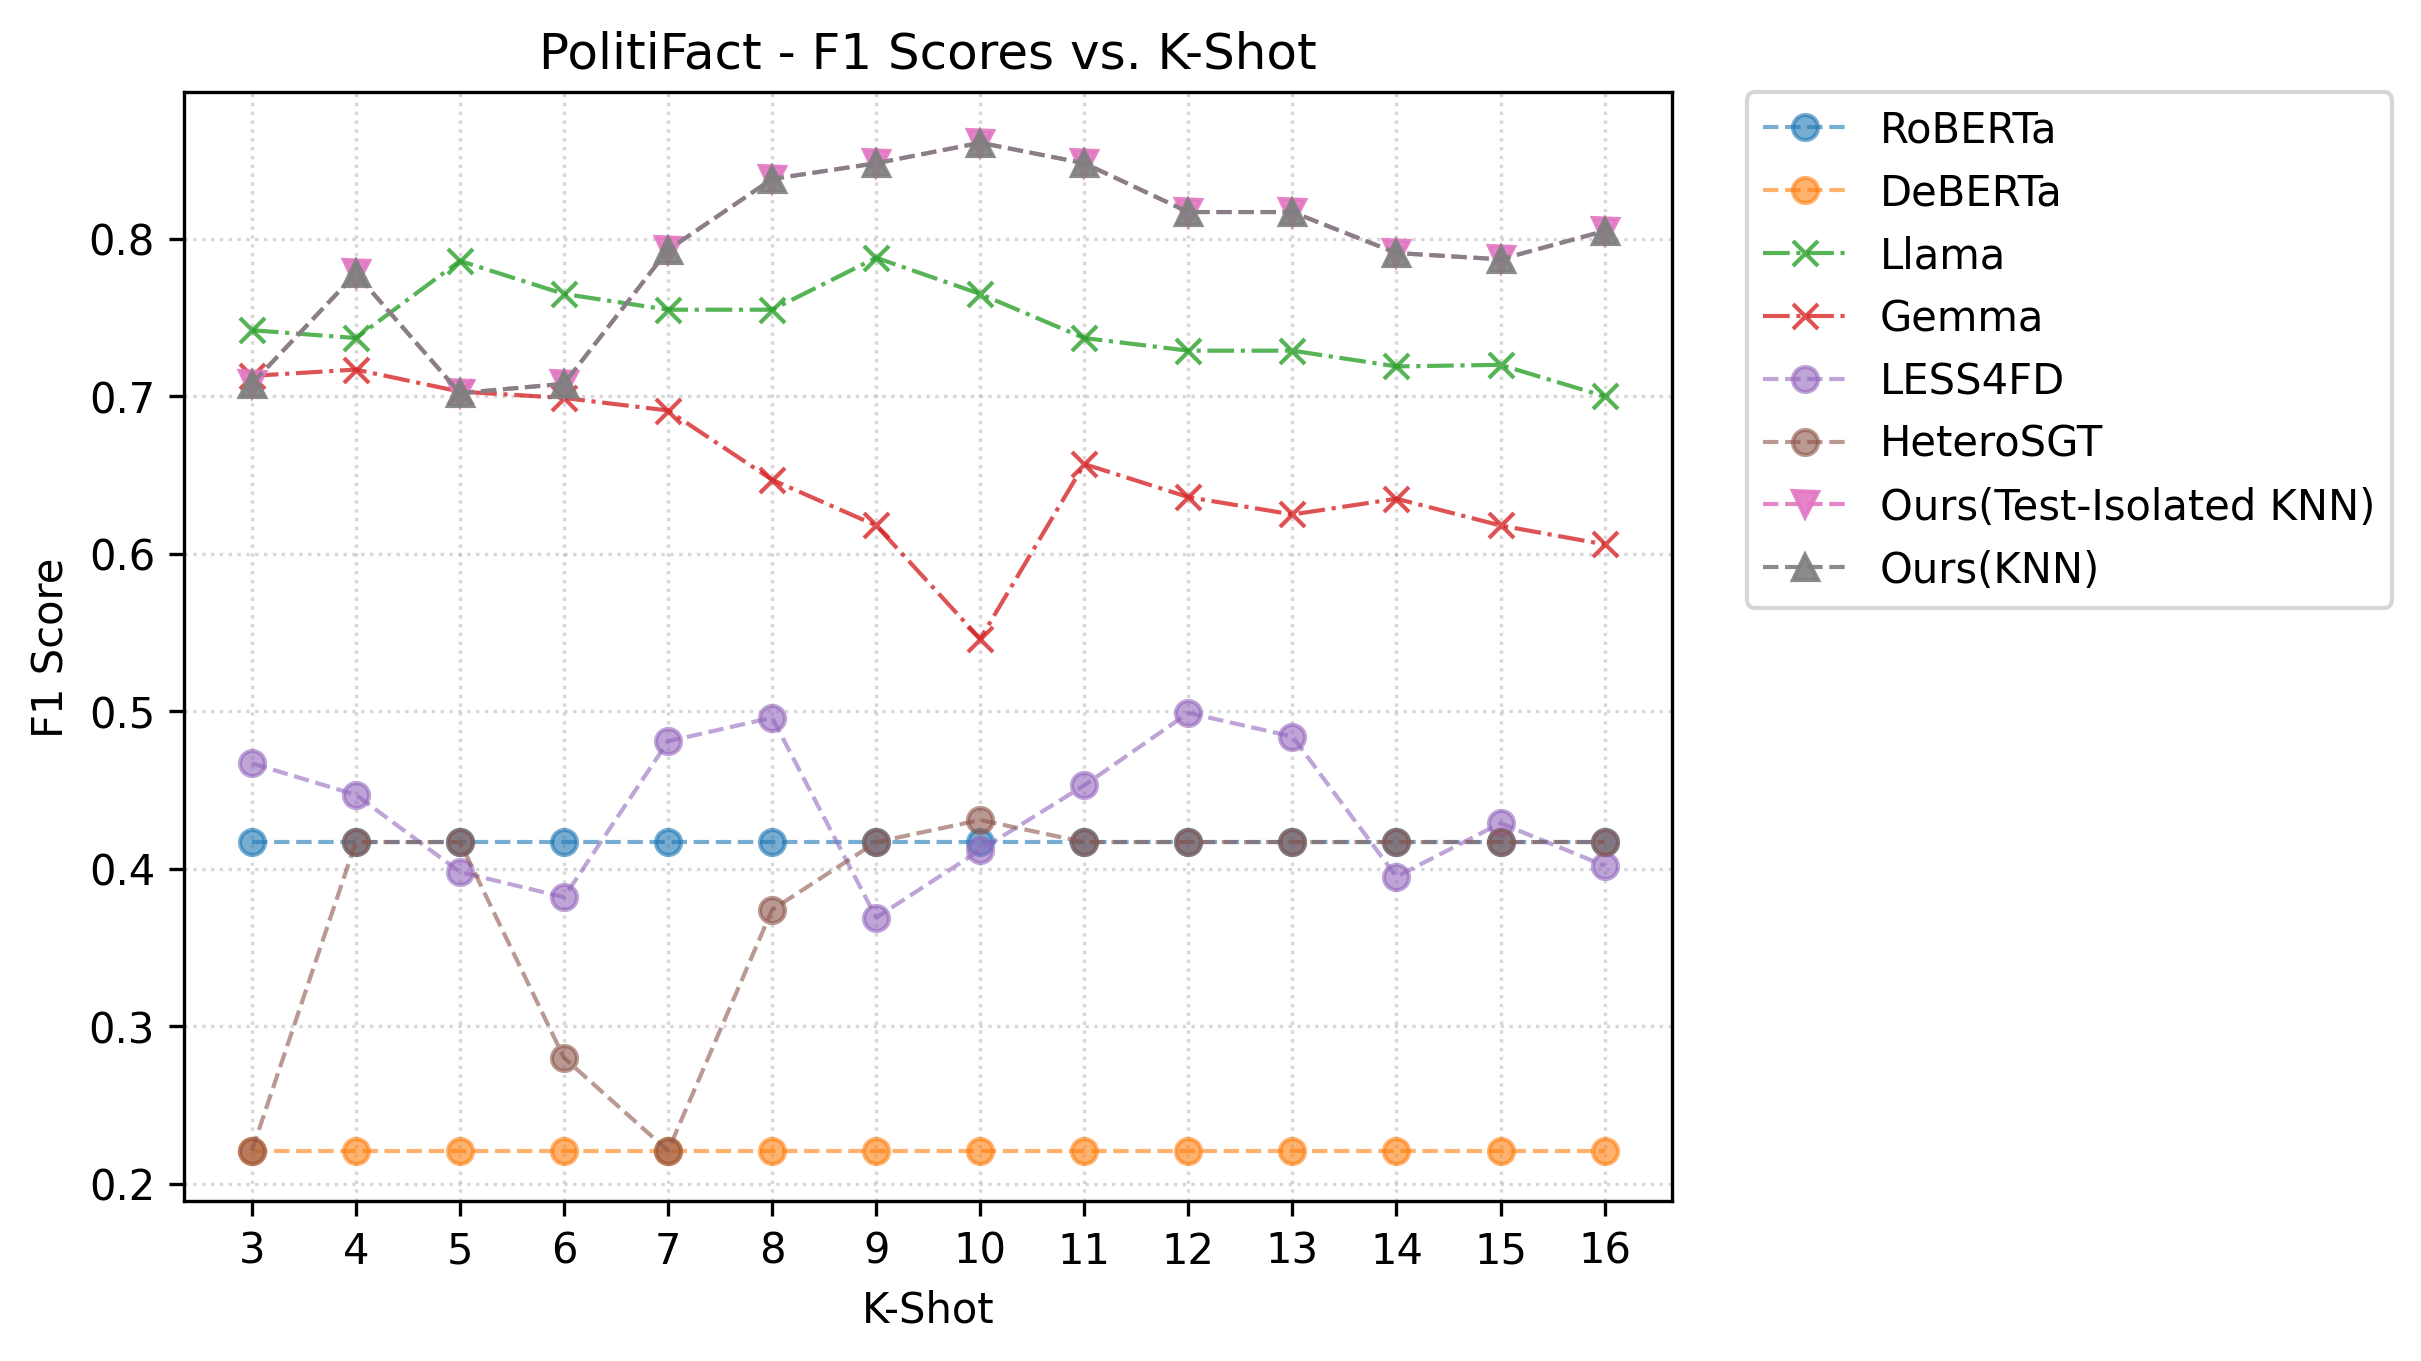 PolitiFact - F1 Scores vs. K-Shot
F1 Score
0.8
0.7
0.6
0.5
0.4
0.3
0.2
3 4 5 6 7 8 9 10 11 12 13 14 15 16
K-Shot
RoBERTa
DeBERTa
Llama
Gemma
LESS4FD
HeteroSGT
Ours(Test-Isolated KNN)
Ours(KNN)